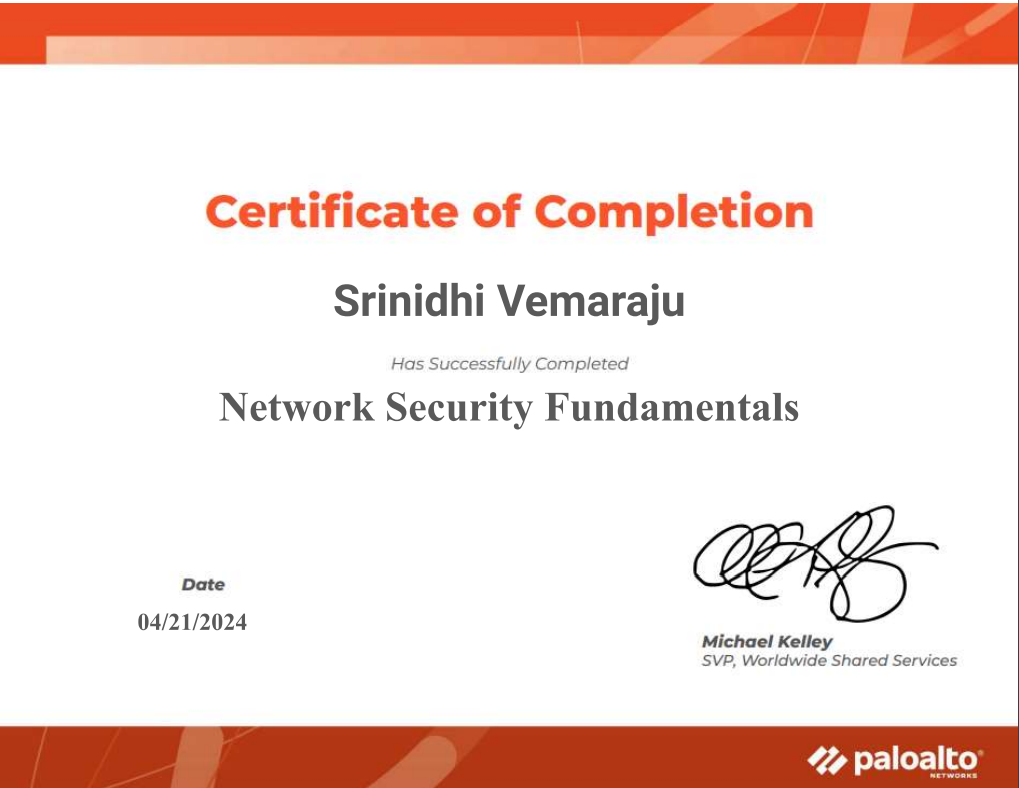 Certificate of Completion
Srinidhi Vemaraju
Has Successfully Completed
Network Security Fundamentals
Date
04/21/2024
Michael Kelley
SVP, Worldwide Shared Services
paloalto®
NETWORKS